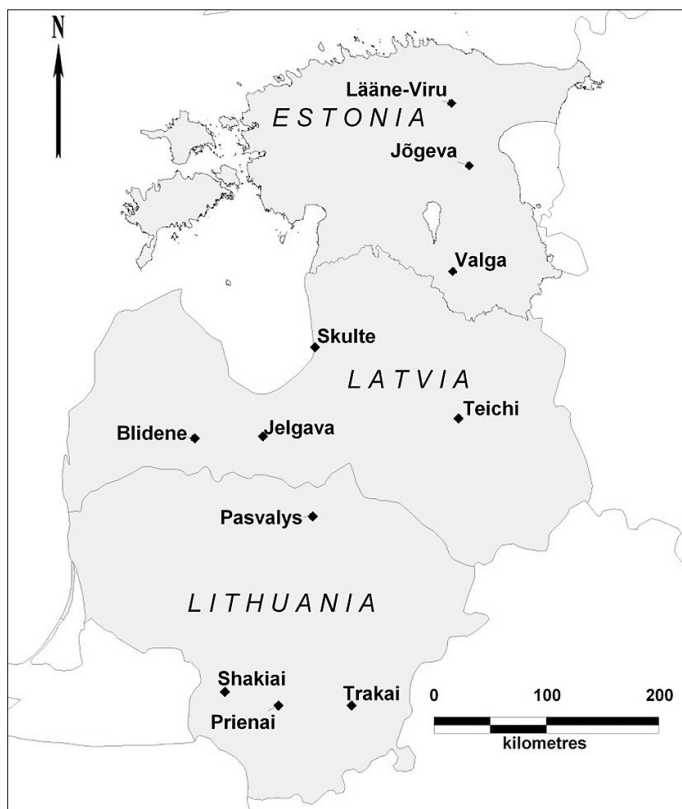 N
Lääne-Viru
ESTONIA
Jõgeva
Valga
Skulte
LATVIA
Teichi
Blidene
Jelgava
Pasvalys
LITHUANIA
Shakiai
Trakai
Prienai
0 100 200
kilometres